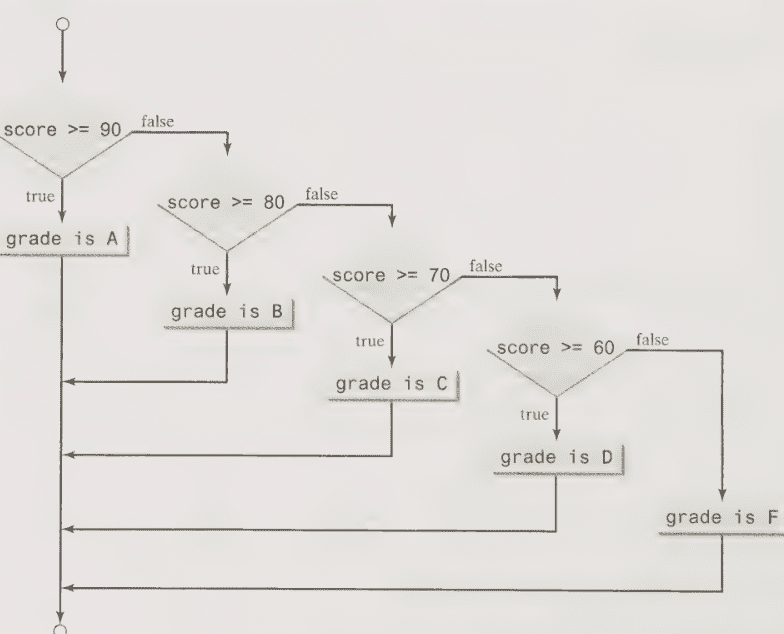 score >= 90
false
true
grade is A
score >= 80
false
true
grade is B
score >= 70
false
true
grade is C
score >= 60
false
true
grade is D
grade is F